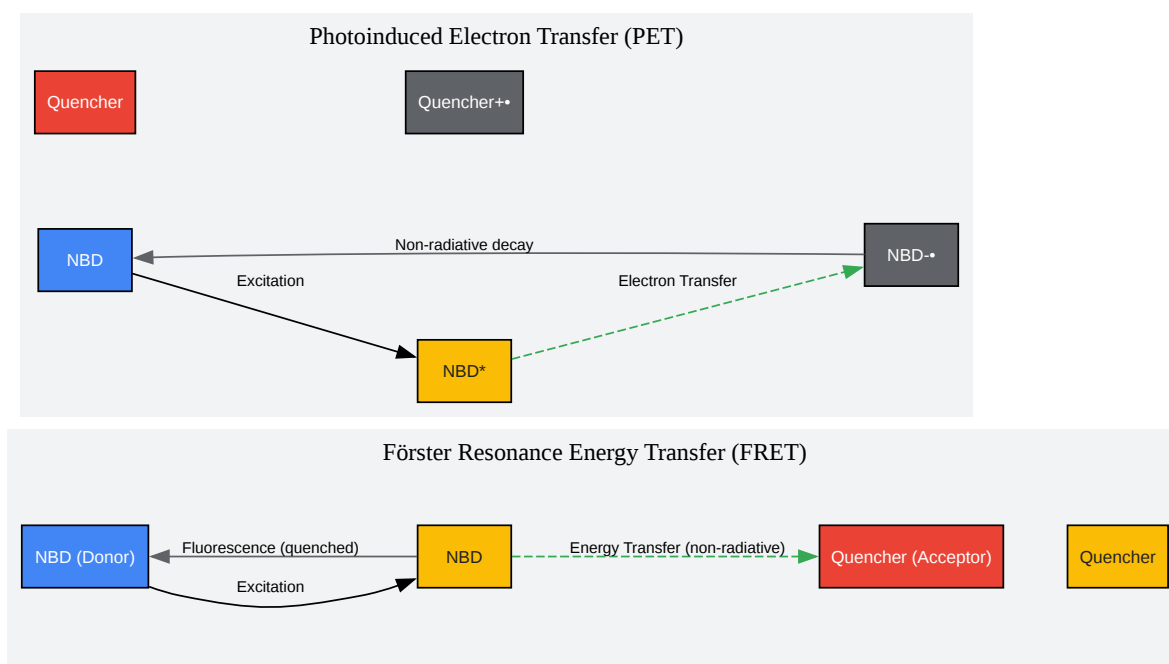 Photoinduced Electron Transfer (PET)
Quencher
Quencher+•
Non-radiative decay
NBD
NBD-•
Excitation
Electron Transfer
NBD*
Förster Resonance Energy Transfer (FRET)
NBD (Donor)
Fluorescence (quenched)
NBD
Energy Transfer (non-radiative)
Quencher (Acceptor)
Quencher
Excitation